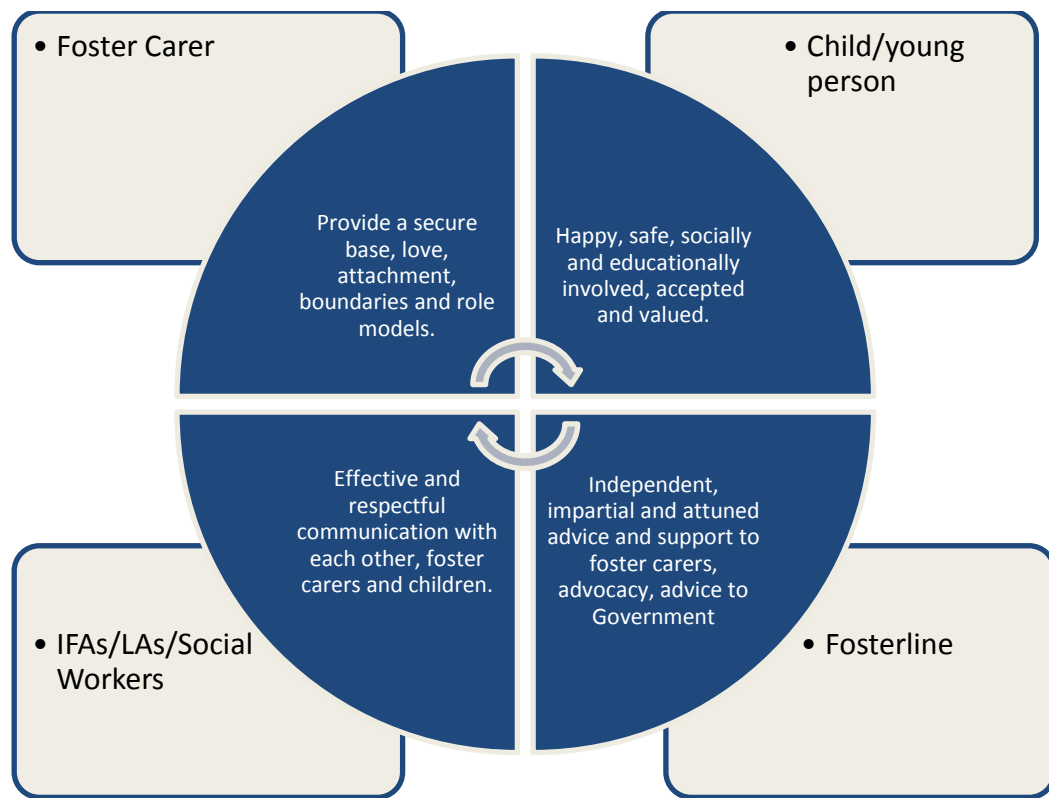 • Foster Carer
• Child/young
person
Provide a secure
base, love,
attachment,
boundaries and role
models.
Happy, safe, socially
and educationally
involved, accepted
and valued.
Effective and
respectful
communication with
each other, foster
carers and children.
Independent,
impartial and attuned
advice and support to
foster carers,
advocacy, advice to
Government
• IFAs/LAs/Social
Workers
• Fosterline